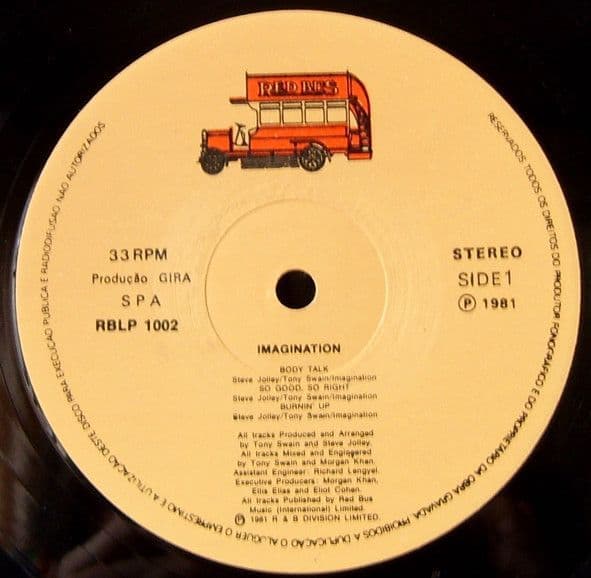 RED BUS
33 RPM
Produção GIRA
S P A
RBLP 1002
STEREO
SIDE 1
Ⓟ 1981
IMAGINATION
BODY TALK
Steve Jolley/Tony Swain/Imagination
SO GOOD, SO RIGHT
Steve Jolley/Tony Swain/Imagination
BURNIN' UP
Steve Jolley/Tony Swain/Imagination
All tracks Produced and Arranged
by Tony Swain and Steve Jolley.
All tracks Mixed and Engineered
by Tony Swain and Morgan Khan.
Assistant Engineer: Richard Lengyel.
Executive Producers: Morgan Khan,
Ellis Elias and Eliot Cohen.
All tracks Published by Red Bus
Music (International) Limited.
Ⓟ 1981 R & B DIVISION LIMITED.
RESERVADOS TODOS OS DIREITOS DO PRODUTOR FONOGRÁFICO E DO PROPRIETARIO DA OBRA GRAVADA. PROIBIDOS A DUPLICAÇÃO O ALUGUER O EMPRESTIMO E A UTILIZAÇÃO DESTE DISCO PARA EXECUÇÃO PUBLICA E RADIODIFUSÃO NÃO AUTORIZADOS